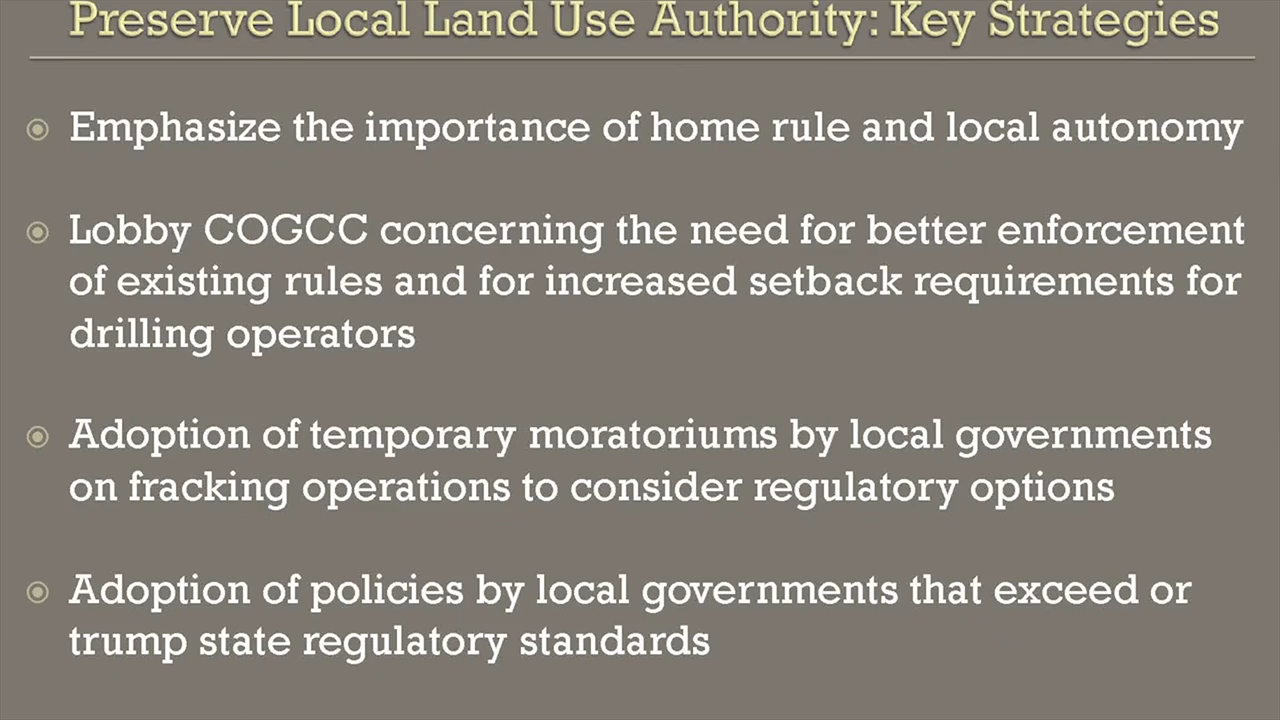 Preserve Local Land Use Authority: Key Strategies
Emphasize the importance of home rule and local autonomy
Lobby COGCC concerning the need for better enforcement
of existing rules and for increased setback requirements for
drilling operators
Adoption of temporary moratoriums by local governments
on fracking operations to consider regulatory options
Adoption of policies by local governments that exceed or
trump state regulatory standards